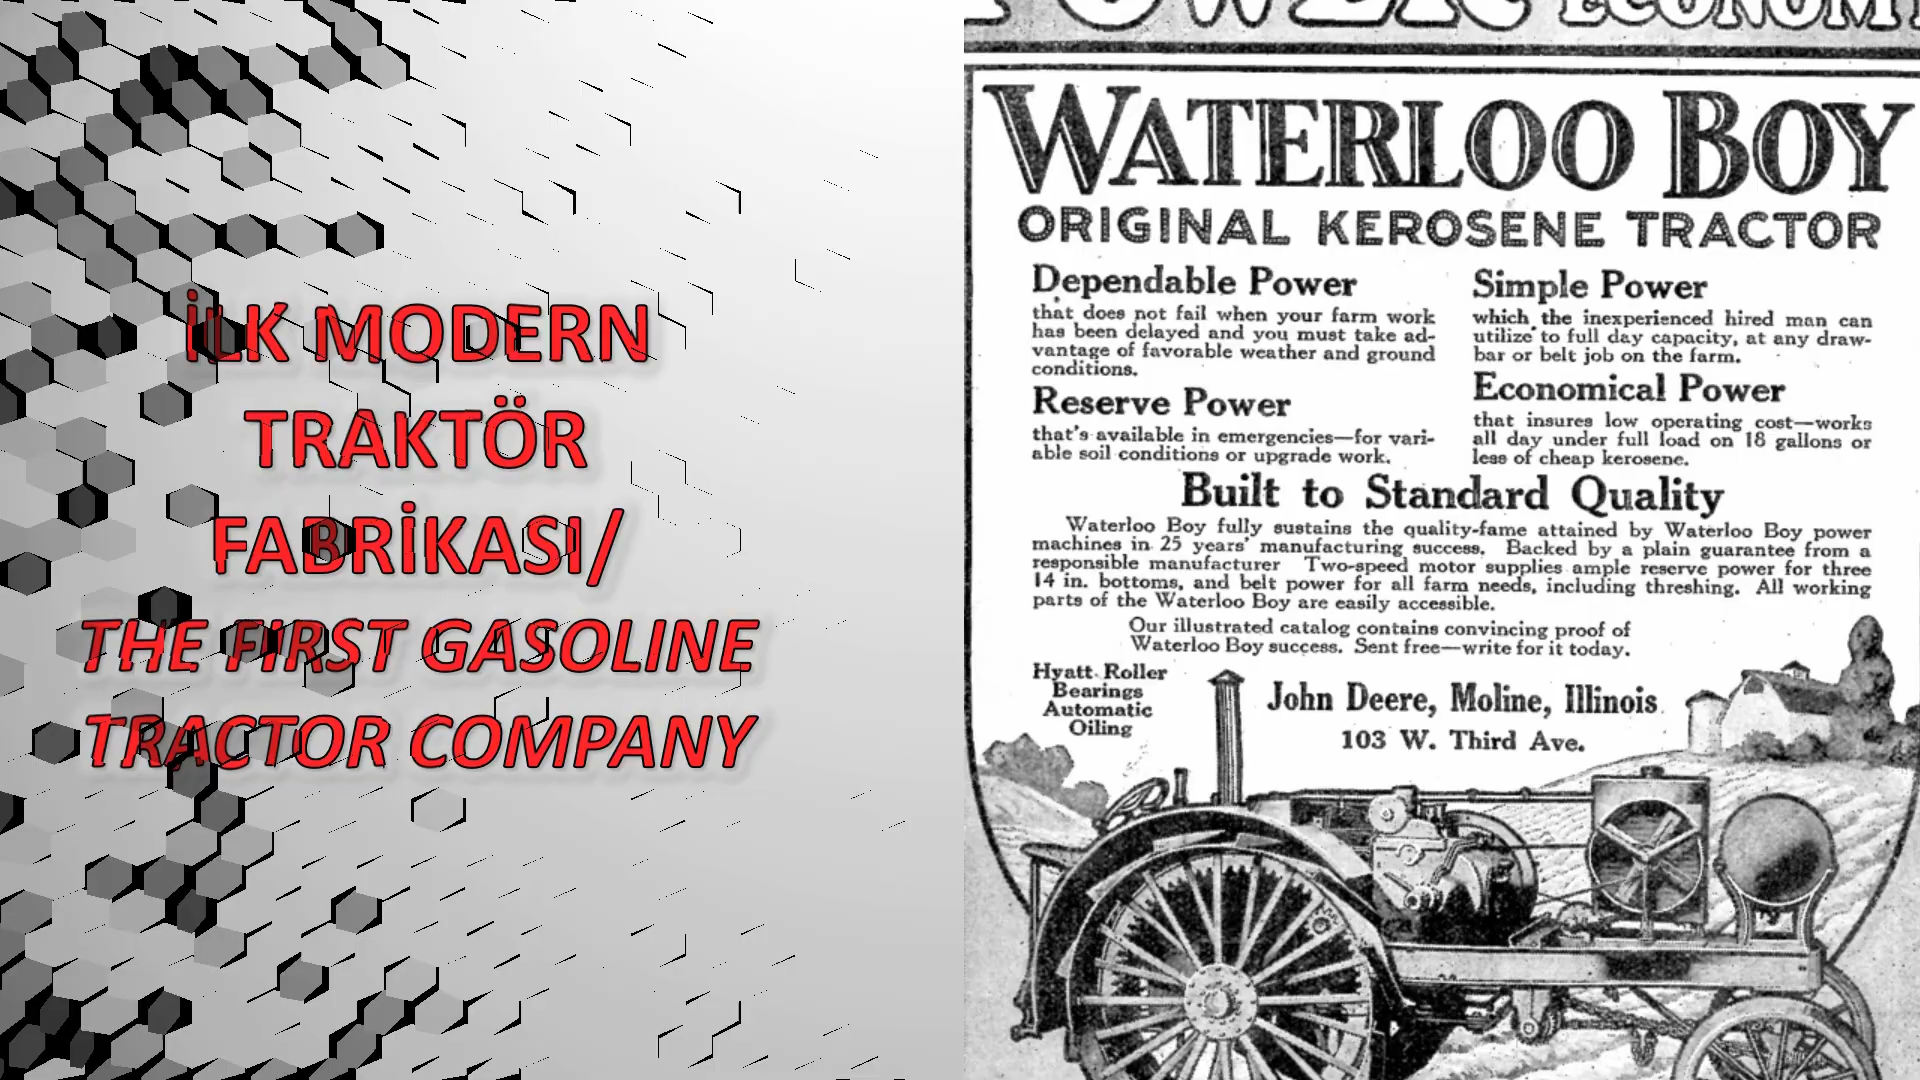 İLK MODERN
TRAKTÖR
FABRİKASI/
THE FIRST GASOLINE
TRACTOR COMPANY
WATERLOO BOY
ORIGINAL KEROSENE TRACTOR
Dependable Power
that does not fail when your farm work
has been delayed and you must take ad-
vantage of favorable weather and ground
conditions.
Reserve Power
that's available in emergencies—for vari-
able soil conditions or upgrade work.
Simple Power
which the inexperienced hired man can
utilize to full day capacity, at any draw-
bar or belt job on the farm.
Economical Power
that insures low operating cost—works
all day under full load on 18 gallons or
less of cheap kerosene.
Built to Standard Quality
Waterloo Boy fully sustains the quality-fame attained by Waterloo Boy power
machines in 25 years' manufacturing success. Backed by a plain guarantee from a
responsible manufacturer Two-speed motor supplies ample reserve power for three
14 in. bottoms, and belt power for all farm needs, including threshing. All working
parts of the Waterloo Boy are easily accessible.
Our illustrated catalog contains convincing proof of
Waterloo Boy success. Sent free—write for it today.
Hyatt Roller
Bearings
Automatic
Oiling
John Deere, Moline, Illinois
103 W. Third Ave.